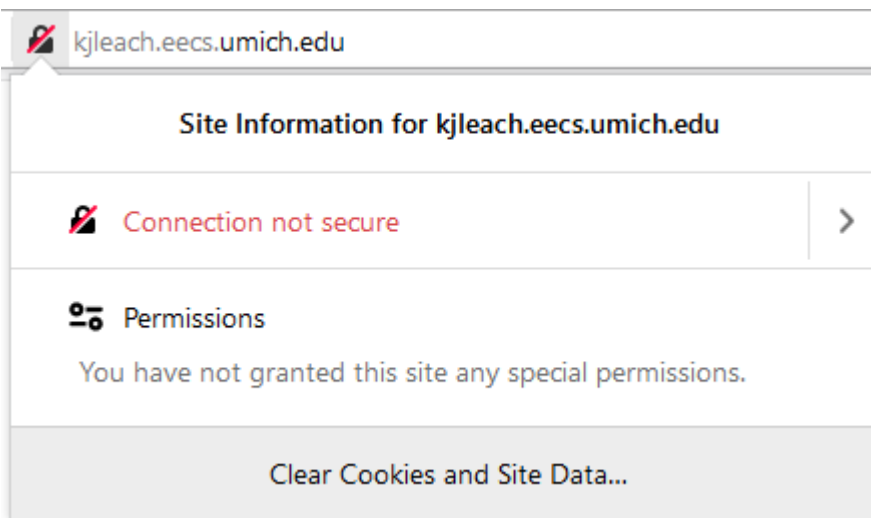 kjleach.eecs.umich.edu
Site Information for kjleach.eecs.umich.edu
Connection not secure
Permissions
You have not granted this site any special permissions.
Clear Cookies and Site Data...